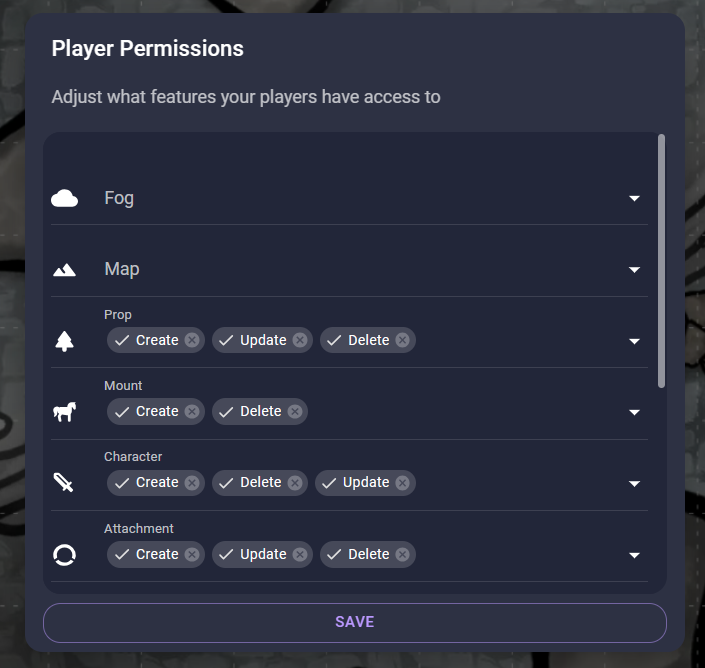 Player Permissions
Adjust what features your players have access to
Fog
Map
Prop
Create Update Delete
Mount
Create Delete
Character
Create Delete Update
Attachment
Create Update Delete
SAVE